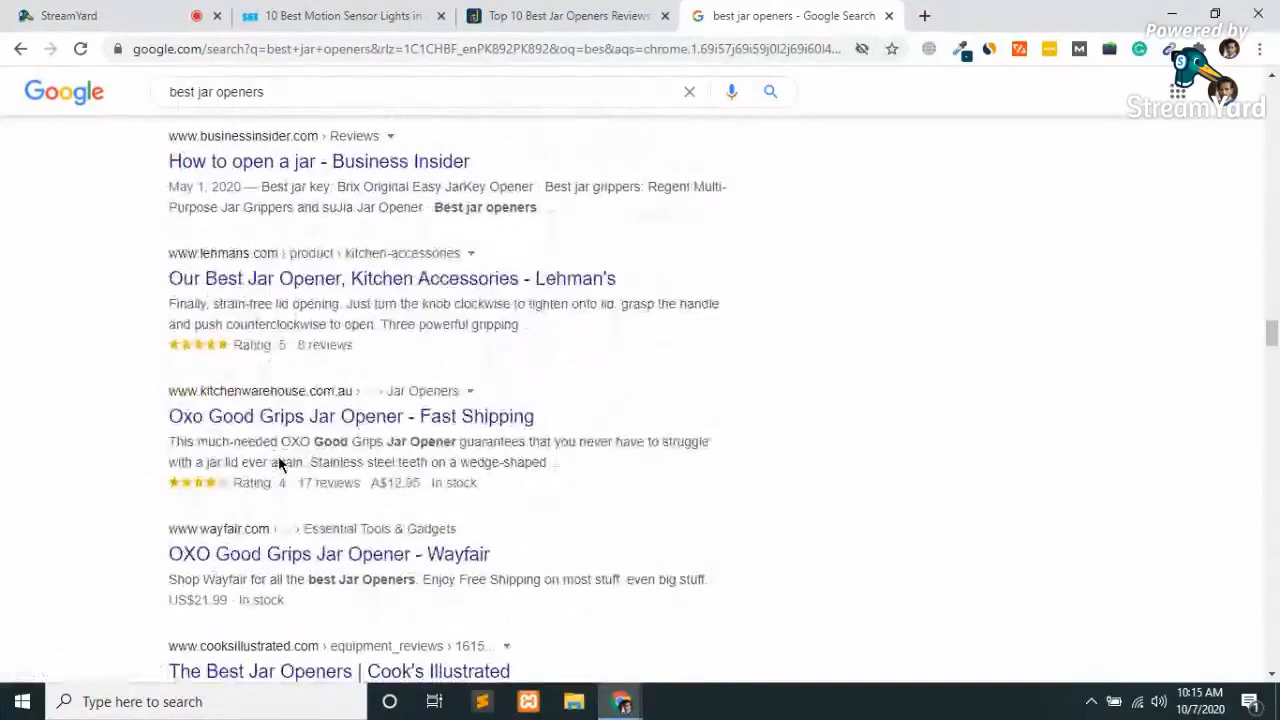 StreamYard
10 Best Motion Sensor Lights in
Top 10 Best Jar Openers Reviews
best jar openers - Google Search
Powered by
google.com/search?q=best+jar+openers&rlz=1C1CHBF_enPK892PK892&oq=bes&aqs=chrome.1.69i57j69i59j0l2j69i60l4...
StreamYard
Google
best jar openers
www.businessinsider.com › Reviews
How to open a jar - Business Insider
May 1, 2020 — Best jar key: Brix Original Easy JarKey Opener · Best jar grippers: Regent Multi-
Purpose Jar Grippers and suJia Jar Opener · Best jar openers ...
www.lehmans.com › product › kitchen-accessories
Our Best Jar Opener, Kitchen Accessories - Lehman's
Finally, strain-free lid opening. Just turn the knob clockwise to tighten onto lid, grasp the handle
and push counterclockwise to open. Three powerful gripping ...
Rating: 5 · 8 reviews
www.kitchenwarehouse.com.au › ... › Jar Openers
Oxo Good Grips Jar Opener - Fast Shipping
This much-needed OXO Good Grips Jar Opener guarantees that you never have to struggle
with a jar lid ever again. Stainless steel teeth on a wedge-shaped ...
Rating: 4 · 17 reviews · A$12.95 · In stock
www.wayfair.com › ... › Essential Tools & Gadgets
OXO Good Grips Jar Opener - Wayfair
Shop Wayfair for all the best Jar Openers. Enjoy Free Shipping on most stuff, even big stuff.
US$21.99 · In stock
www.cooksillustrated.com › equipment_reviews › 1615...
The Best Jar Openers | Cook's Illustrated
Type here to search
10:15 AM
10/7/2020